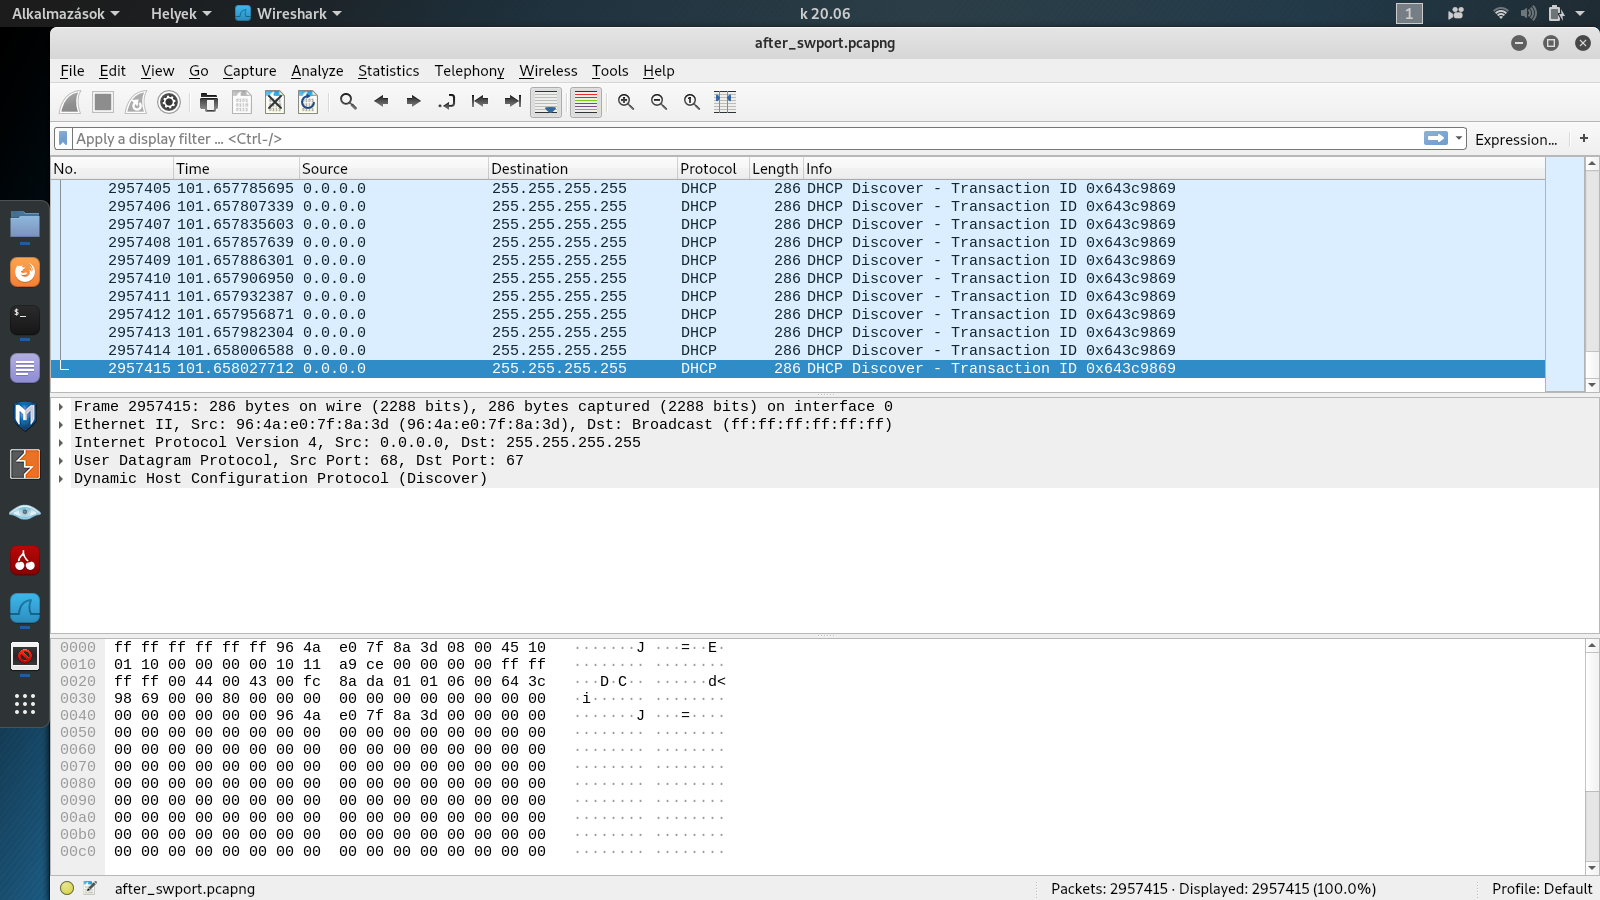 Alkalmazások Helyek Wireshark k 20.06 1
after_swport.pcapng
File Edit View Go Capture Analyze Statistics Telephony Wireless Tools Help
Apply a display filter ... <Ctrl-/> Expression... +
No. Time Source Destination Protocol Length Info
2957405 101.657785695 0.0.0.0 255.255.255.255 DHCP 286 DHCP Discover - Transaction ID 0x643c9869
2957406 101.657807339 0.0.0.0 255.255.255.255 DHCP 286 DHCP Discover - Transaction ID 0x643c9869
2957407 101.657835603 0.0.0.0 255.255.255.255 DHCP 286 DHCP Discover - Transaction ID 0x643c9869
2957408 101.657857639 0.0.0.0 255.255.255.255 DHCP 286 DHCP Discover - Transaction ID 0x643c9869
2957409 101.657886301 0.0.0.0 255.255.255.255 DHCP 286 DHCP Discover - Transaction ID 0x643c9869
2957410 101.657906950 0.0.0.0 255.255.255.255 DHCP 286 DHCP Discover - Transaction ID 0x643c9869
2957411 101.657932387 0.0.0.0 255.255.255.255 DHCP 286 DHCP Discover - Transaction ID 0x643c9869
2957412 101.657956871 0.0.0.0 255.255.255.255 DHCP 286 DHCP Discover - Transaction ID 0x643c9869
2957413 101.657982304 0.0.0.0 255.255.255.255 DHCP 286 DHCP Discover - Transaction ID 0x643c9869
2957414 101.658006588 0.0.0.0 255.255.255.255 DHCP 286 DHCP Discover - Transaction ID 0x643c9869
2957415 101.658027712 0.0.0.0 255.255.255.255 DHCP 286 DHCP Discover - Transaction ID 0x643c9869
Frame 2957415: 286 bytes on wire (2288 bits), 286 bytes captured (2288 bits) on interface 0
Ethernet II, Src: 96:4a:e0:7f:8a:3d (96:4a:e0:7f:8a:3d), Dst: Broadcast (ff:ff:ff:ff:ff:ff)
Internet Protocol Version 4, Src: 0.0.0.0, Dst: 255.255.255.255
User Datagram Protocol, Src Port: 68, Dst Port: 67
Dynamic Host Configuration Protocol (Discover)
0000 ff ff ff ff ff ff 96 4a e0 7f 8a 3d 08 00 45 10 ·······J ···=··E·
0010 01 10 00 00 00 00 10 11 a9 ce 00 00 00 00 ff ff ········ ········
0020 ff ff 00 44 00 43 00 fc 8a da 01 01 06 00 64 3c ···D·C·· ······d<
0030 98 69 00 00 80 00 00 00 00 00 00 00 00 00 00 00 ·i······ ········
0040 00 00 00 00 00 00 96 4a e0 7f 8a 3d 00 00 00 00 ·······J ···=····
0050 00 00 00 00 00 00 00 00 00 00 00 00 00 00 00 00 ········ ········
0060 00 00 00 00 00 00 00 00 00 00 00 00 00 00 00 00 ········ ········
0070 00 00 00 00 00 00 00 00 00 00 00 00 00 00 00 00 ········ ········
0080 00 00 00 00 00 00 00 00 00 00 00 00 00 00 00 00 ········ ········
0090 00 00 00 00 00 00 00 00 00 00 00 00 00 00 00 00 ········ ········
00a0 00 00 00 00 00 00 00 00 00 00 00 00 00 00 00 00 ········ ········
00b0 00 00 00 00 00 00 00 00 00 00 00 00 00 00 00 00 ········ ········
00c0 00 00 00 00 00 00 00 00 00 00 00 00 00 00 00 00 ········ ········
after_swport.pcapng Packets: 2957415 · Displayed: 2957415 (100.0%) Profile: Default